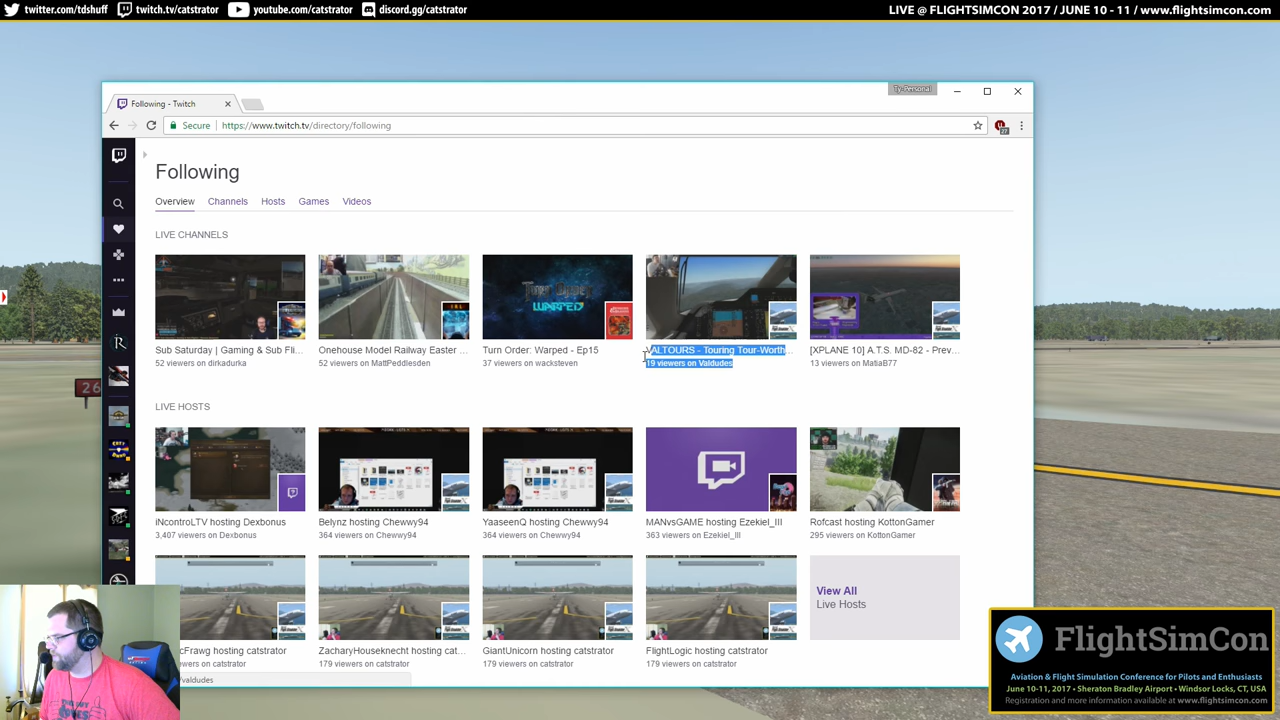 twitter.com/tdshuff twitch.tv/catstrator youtube.com/catstrator discord.gg/catstrator
LIVE @ FLIGHTSIMCON 2017 / JUNE 10 - 11 / www.flightsimcon.com
Ty-Personal
Following - Twitch
Secure https://www.twitch.tv/directory/following
27
Following
Overview Channels Hosts Games Videos
LIVE CHANNELS
Sub Saturday | Gaming & Sub Fli...
52 viewers on dirkadurka
Onehouse Model Railway Easter ...
52 viewers on MattPeddlesden
Turn Order: Warped - Ep15
37 viewers on wacksteven
VALTOURS - Touring Tour-Worth...
19 viewers on Valdudes
[XPLANE 10] A.T.S. MD-82 - Prev...
13 viewers on MatiaB77
LIVE HOSTS
iNcontroLTV hosting Dexbonus
3,407 viewers on Dexbonus
Belynz hosting Chewwy94
364 viewers on Chewwy94
YaaseenQ hosting Chewwy94
364 viewers on Chewwy94
MANvsGAME hosting Ezekiel_III
363 viewers on Ezekiel_III
Rofcast hosting KottonGamer
295 viewers on KottonGamer
cFrawg hosting catstrator
viewers on catstrator
ZacharyHouseknecht hosting cat...
179 viewers on catstrator
GiantUnicorn hosting catstrator
179 viewers on catstrator
FlightLogic hosting catstrator
179 viewers on catstrator
View All
Live Hosts
/valdudes
26
FlightSimCon
Aviation & Flight Simulation Conference for Pilots and Enthusiasts
June 10-11, 2017 • Sheraton Bradley Airport • Windsor Locks, CT, USA
Registration and more information available at www.flightsimcon.com